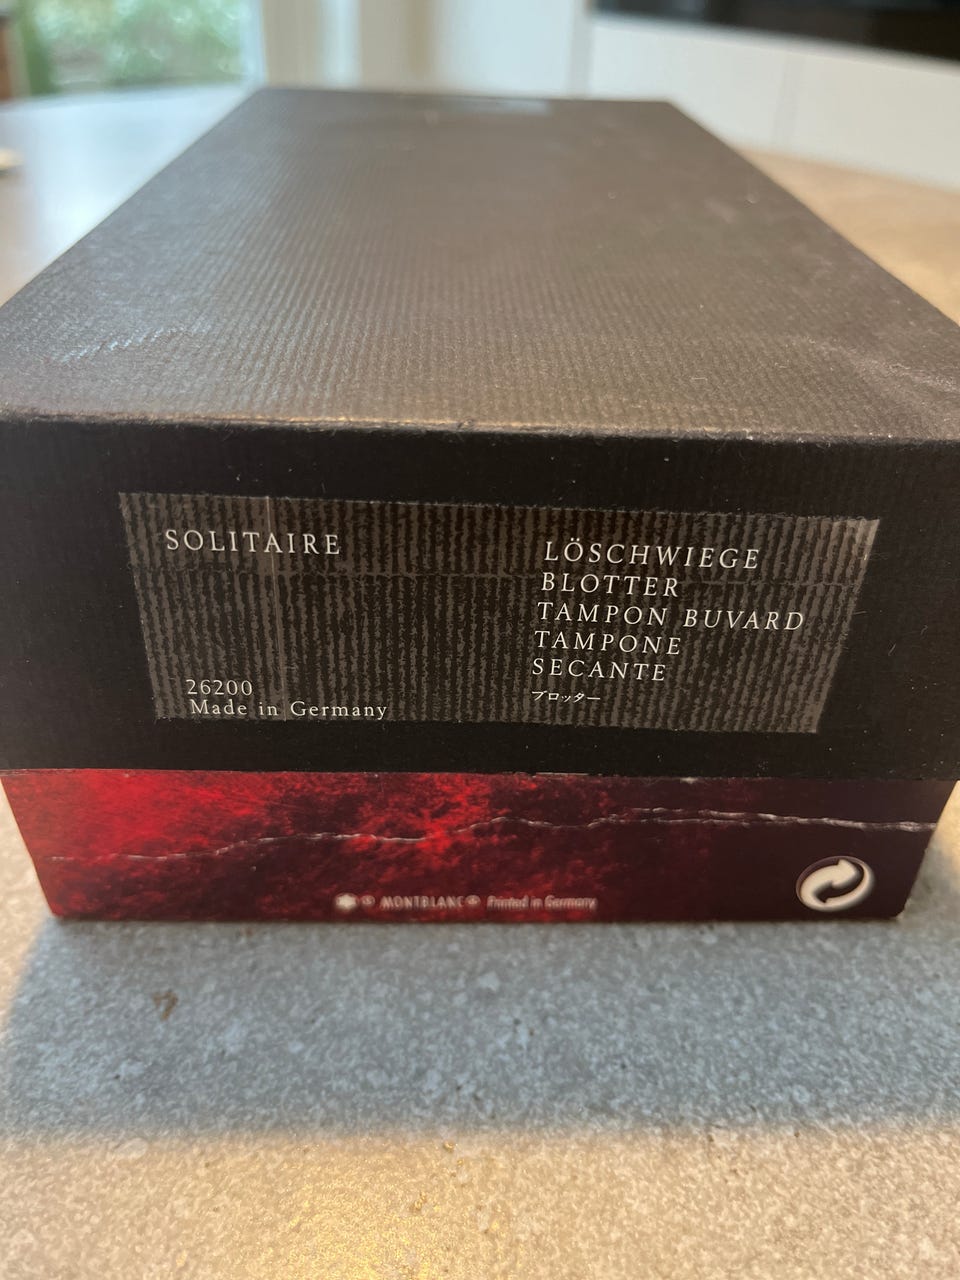 SOLITAIRE
LÖSCHWIEGE
BLOTTER
TAMPON BUVARD
TAMPONE
SECANTE
ブロッター
26200
Made in Germany
® MONTBLANC® Printed in Germany